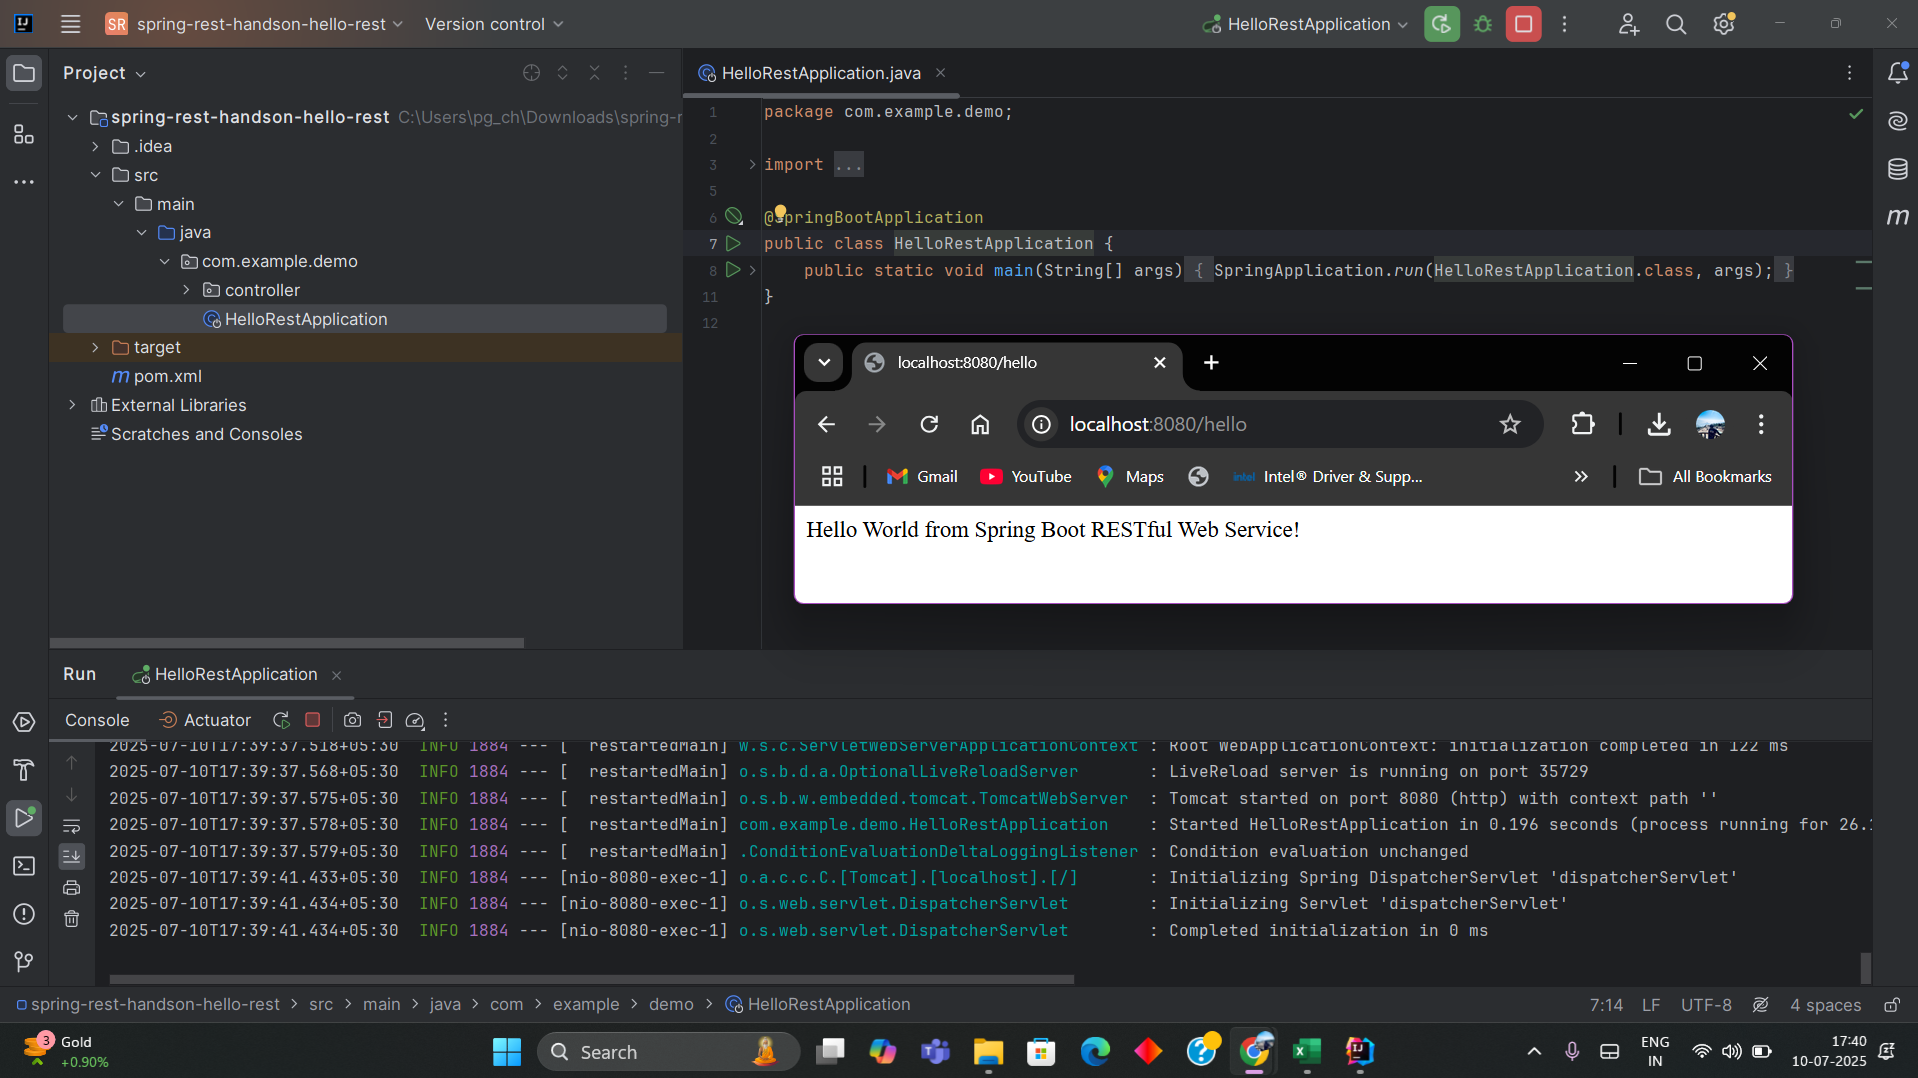 SR spring-rest-handson-hello-rest Version control HelloRestApplication
Project
spring-rest-handson-hello-rest C:\Users\pg_ch\Downloads\spring-r
.idea
src
main
java
com.example.demo
controller
HelloRestApplication
target
pom.xml
External Libraries
Scratches and Consoles
HelloRestApplication.java
1 package com.example.demo;
2
3 import ...
5
6 @SpringBootApplication
7 public class HelloRestApplication {
8 public static void main(String[] args) { SpringApplication.run(HelloRestApplication.class, args); }
11 }
12
localhost:8080/hello
localhost:8080/hello
Gmail YouTube Maps intel Intel® Driver & Supp... All Bookmarks
Hello World from Spring Boot RESTful Web Service!
Run HelloRestApplication
Console Actuator
2025-07-10T17:39:37.518+05:30 INFO 1884 --- [  restartedMain] w.s.c.ServletWebServerApplicationContext : Root WebApplicationContext: initialization completed in 122 ms
2025-07-10T17:39:37.568+05:30 INFO 1884 --- [  restartedMain] o.s.b.d.a.OptionalLiveReloadServer : LiveReload server is running on port 35729
2025-07-10T17:39:37.575+05:30 INFO 1884 --- [  restartedMain] o.s.b.w.embedded.tomcat.TomcatWebServer : Tomcat started on port 8080 (http) with context path ''
2025-07-10T17:39:37.578+05:30 INFO 1884 --- [  restartedMain] com.example.demo.HelloRestApplication : Started HelloRestApplication in 0.196 seconds (process running for 26.
2025-07-10T17:39:37.579+05:30 INFO 1884 --- [  restartedMain] .ConditionEvaluationDeltaLoggingListener : Condition evaluation unchanged
2025-07-10T17:39:41.433+05:30 INFO 1884 --- [nio-8080-exec-1] o.a.c.c.C.[Tomcat].[localhost].[/] : Initializing Spring DispatcherServlet 'dispatcherServlet'
2025-07-10T17:39:41.434+05:30 INFO 1884 --- [nio-8080-exec-1] o.s.web.servlet.DispatcherServlet : Initializing Servlet 'dispatcherServlet'
2025-07-10T17:39:41.434+05:30 INFO 1884 --- [nio-8080-exec-1] o.s.web.servlet.DispatcherServlet : Completed initialization in 0 ms
spring-rest-handson-hello-rest > src > main > java > com > example > demo > HelloRestApplication 7:14 LF UTF-8 4 spaces
3 Gold
+0.90%
Search
ENG
IN
17:40
10-07-2025